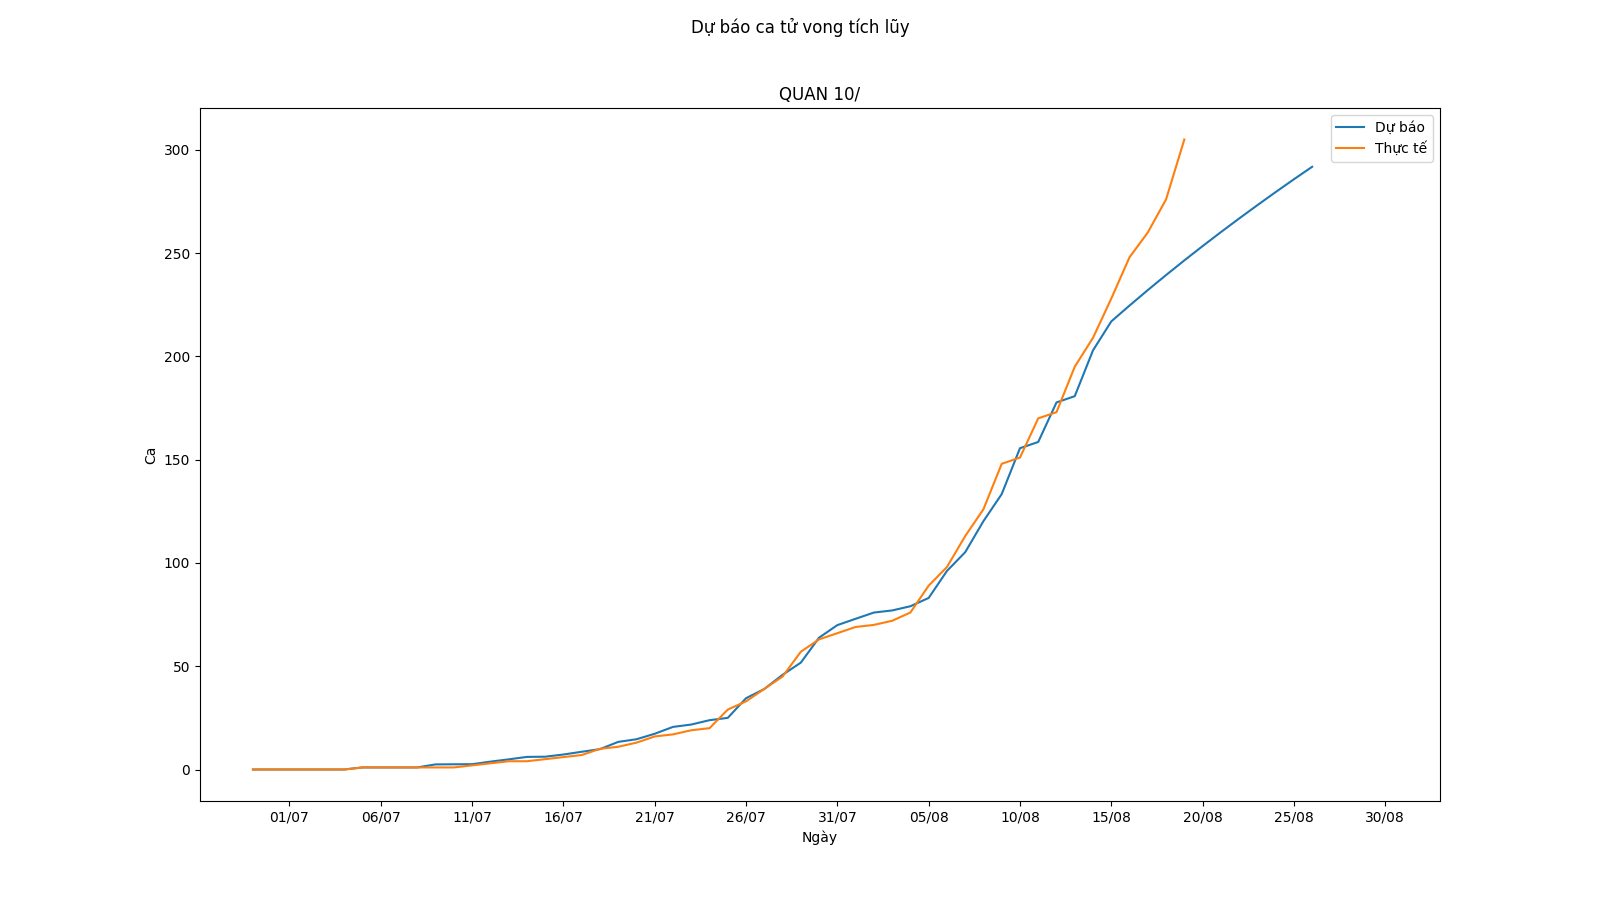 Dự báo ca tử vong tích lũy
QUAN 10/
Dự báo
Thực tế
300
250
200
150
100
50
0
Ca
01/07 06/07 11/07 16/07 21/07 26/07 31/07 05/08 10/08 15/08 20/08 25/08 30/08
Ngày